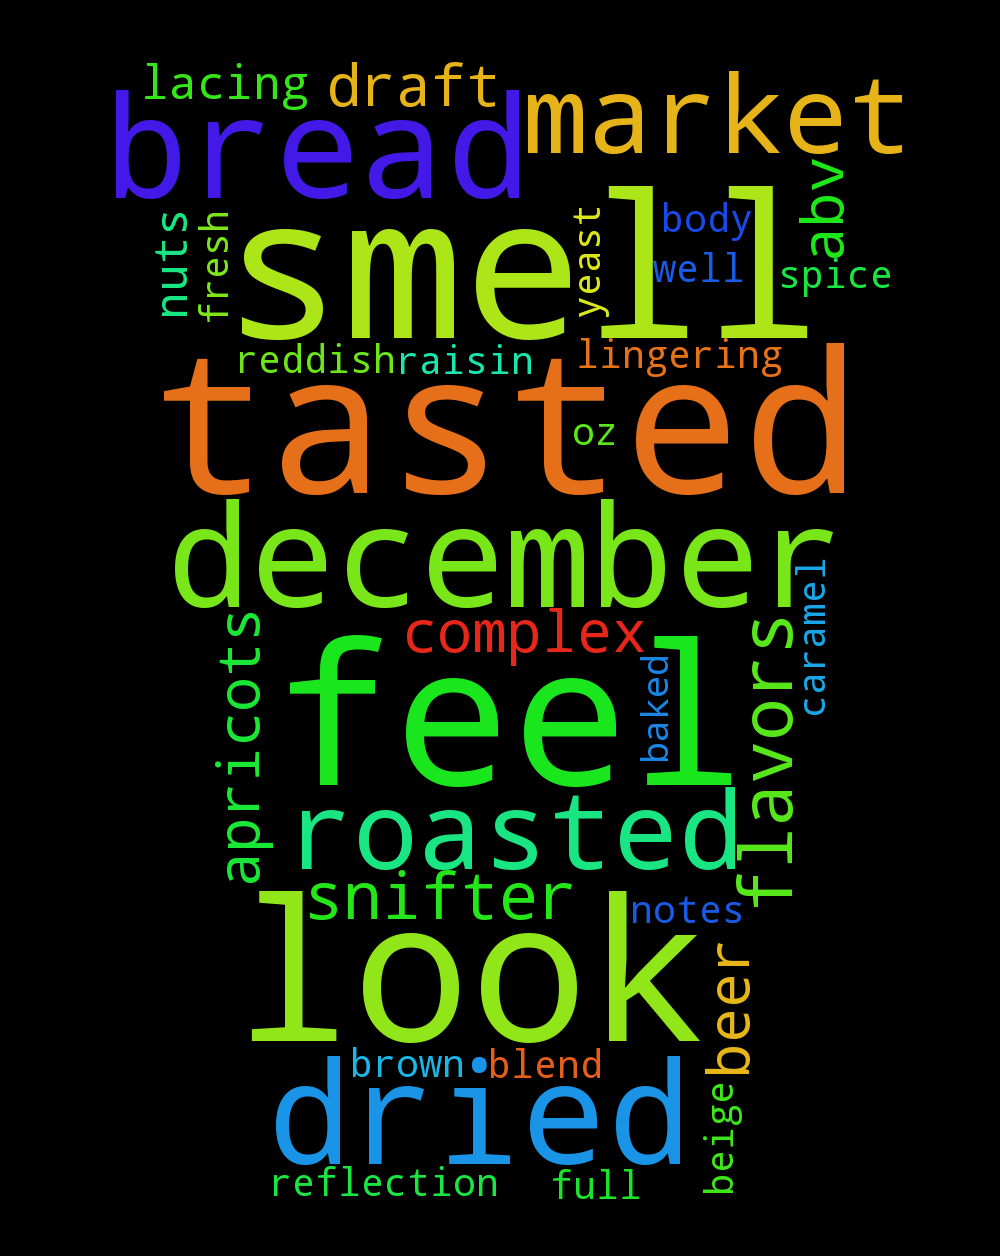 lacing
draft
bread
market
abv
nuts
fresh
smell
yeast
body
well
spice
reddish
raisin
lingering
tasted
oz
december
caramel
apricots
complex
feel
baked
flavors
roasted
snifter
notes
look
beer
brown
blend
dried
beige
reflection
full